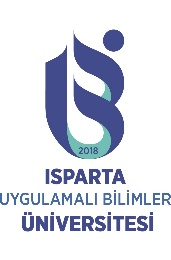 2018
ISPARTA
UYGULAMALI BİLİMLER
ÜNİVERSİTESİ